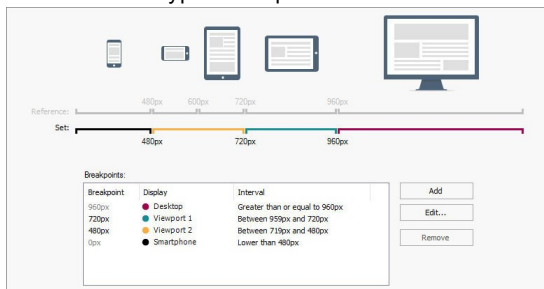 480px 600px 720px 960px
Reference:
Set:
480px 720px 960px
Breakpoints:
Breakpoint Display Interval
960px Desktop Greater than or equal to 960px
720px Viewport 1 Between 959px and 720px
480px Viewport 2 Between 719px and 480px
0px Smartphone Lower than 480px
Add
Edit...
Remove